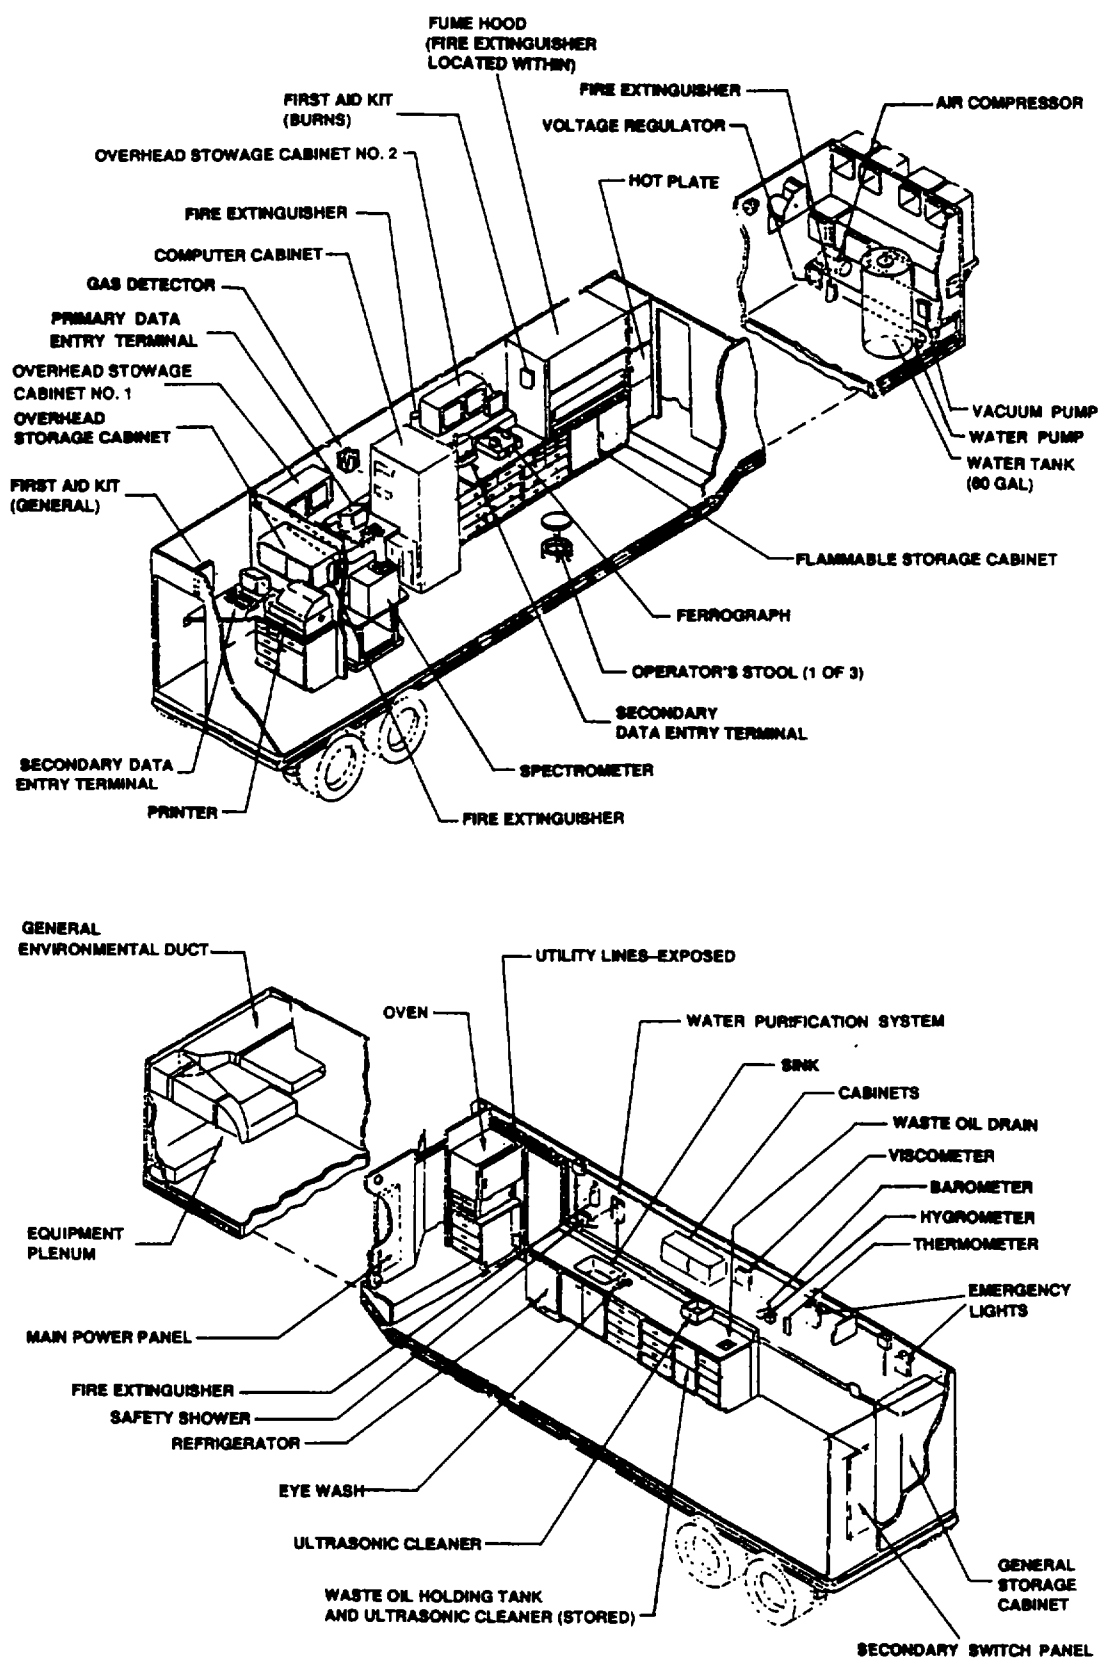 FUME HOOD
(FIRE EXTINGUISHER
LOCATED WITHIN)
FIRE EXTINGUISHER
AIR COMPRESSOR
FIRST AID KIT
(BURNS)
VOLTAGE REGULATOR
OVERHEAD STOWAGE CABINET NO. 2
HOT PLATE
FIRE EXTINGUISHER
COMPUTER CABINET
GAS DETECTOR
PRIMARY DATA
ENTRY TERMINAL
OVERHEAD STOWAGE
CABINET NO. 1
OVERHEAD
STORAGE CABINET
FIRST AID KIT
(GENERAL)
VACUUM PUMP
WATER PUMP
WATER TANK
(60 GAL)
FLAMMABLE STORAGE CABINET
FERROGRAPH
OPERATOR'S STOOL (1 OF 3)
SECONDARY
DATA ENTRY TERMINAL
SECONDARY DATA
ENTRY TERMINAL
SPECTROMETER
PRINTER
FIRE EXTINGUISHER
GENERAL
ENVIRONMENTAL DUCT
UTILITY LINES-EXPOSED
OVEN
WATER PURIFICATION SYSTEM
SINK
CABINETS
WASTE OIL DRAIN
VISCOMETER
BAROMETER
HYGROMETER
THERMOMETER
EQUIPMENT
PLENUM
EMERGENCY
LIGHTS
MAIN POWER PANEL
FIRE EXTINGUISHER
SAFETY SHOWER
REFRIGERATOR
EYE WASH
ULTRASONIC CLEANER
WASTE OIL HOLDING TANK
AND ULTRASONIC CLEANER (STORED)
GENERAL
STORAGE
CABINET
SECONDARY SWITCH PANEL